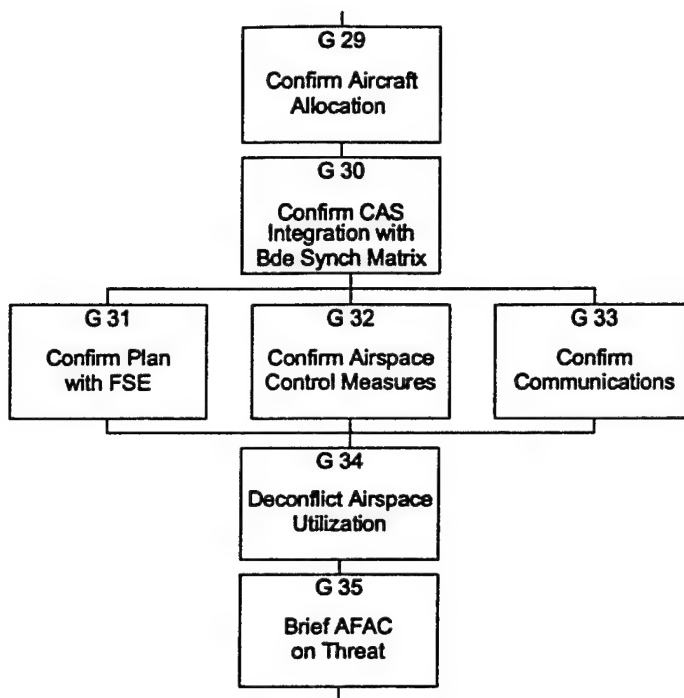 G 29
Confirm Aircraft
Allocation
G 30
Confirm CAS
Integration with
Bde Synch Matrix
G 31
Confirm Plan
with FSE
G 32
Confirm Airspace
Control Measures
G 33
Confirm
Communications
G 34
Deconflict Airspace
Utilization
G 35
Brief AFAC
on Threat